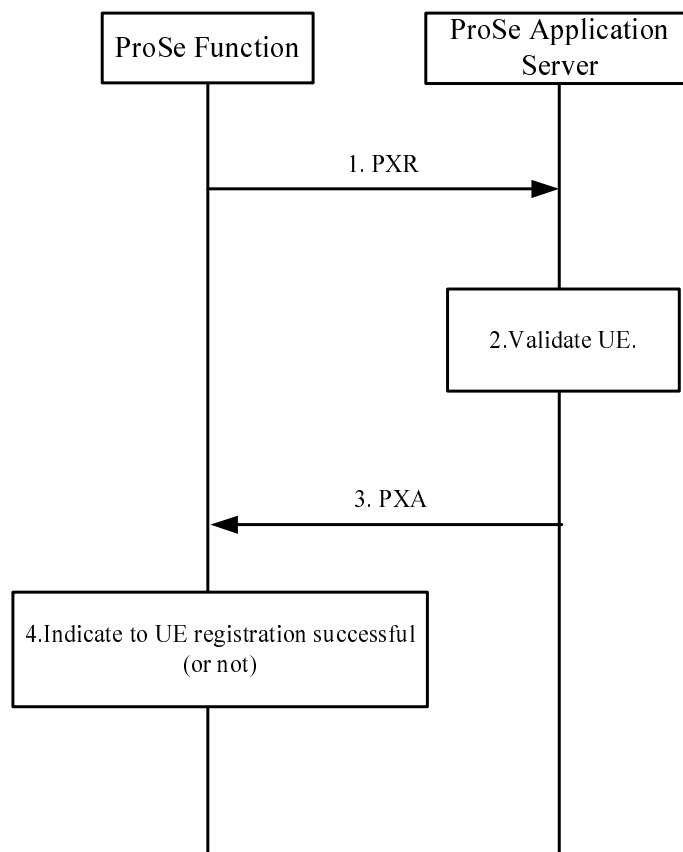 ProSe Function
ProSe Application
Server
1. PXR
2.Validate UE.
3. PXA
4.Indicate to UE registration successful
(or not)